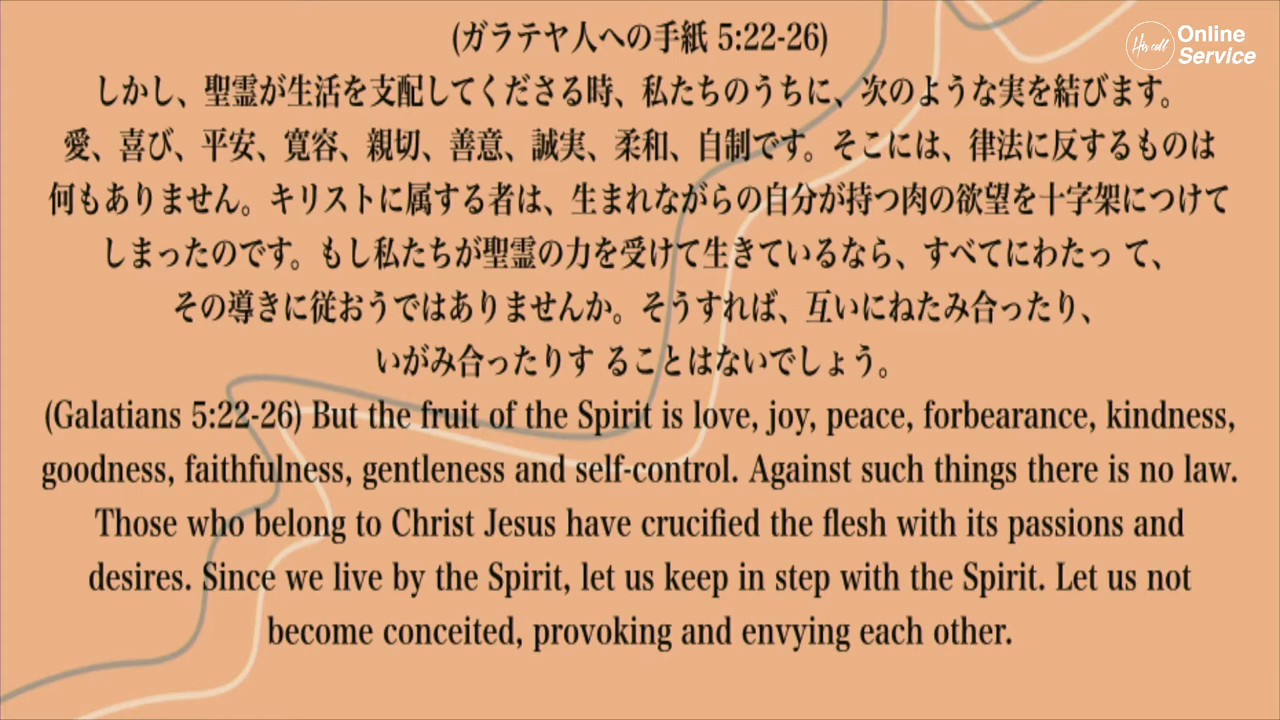 (ガラテヤ人への手紙 5:22-26)
しかし、聖霊が生活を支配してくださる時、私たちのうちに、次のような実を結びます。
愛、喜び、平安、寛容、親切、善意、誠実、柔和、自制です。そこには、律法に反するものは
何もありません。キリストに属する者は、生まれながらの自分が持つ肉の欲望を十字架につけて
しまったのです。もし私たちが聖霊の力を受けて生きているなら、すべてにわたっ て、
その導きに従おうではありませんか。そうすれば、互いにねたみ合ったり、
いがみ合ったりす ることはないでしょう。
(Galatians 5:22-26) But the fruit of the Spirit is love, joy, peace, forbearance, kindness,
goodness, faithfulness, gentleness and self-control. Against such things there is no law.
Those who belong to Christ Jesus have crucified the flesh with its passions and
desires. Since we live by the Spirit, let us keep in step with the Spirit. Let us not
become conceited, provoking and envying each other.
His call
Online
Service